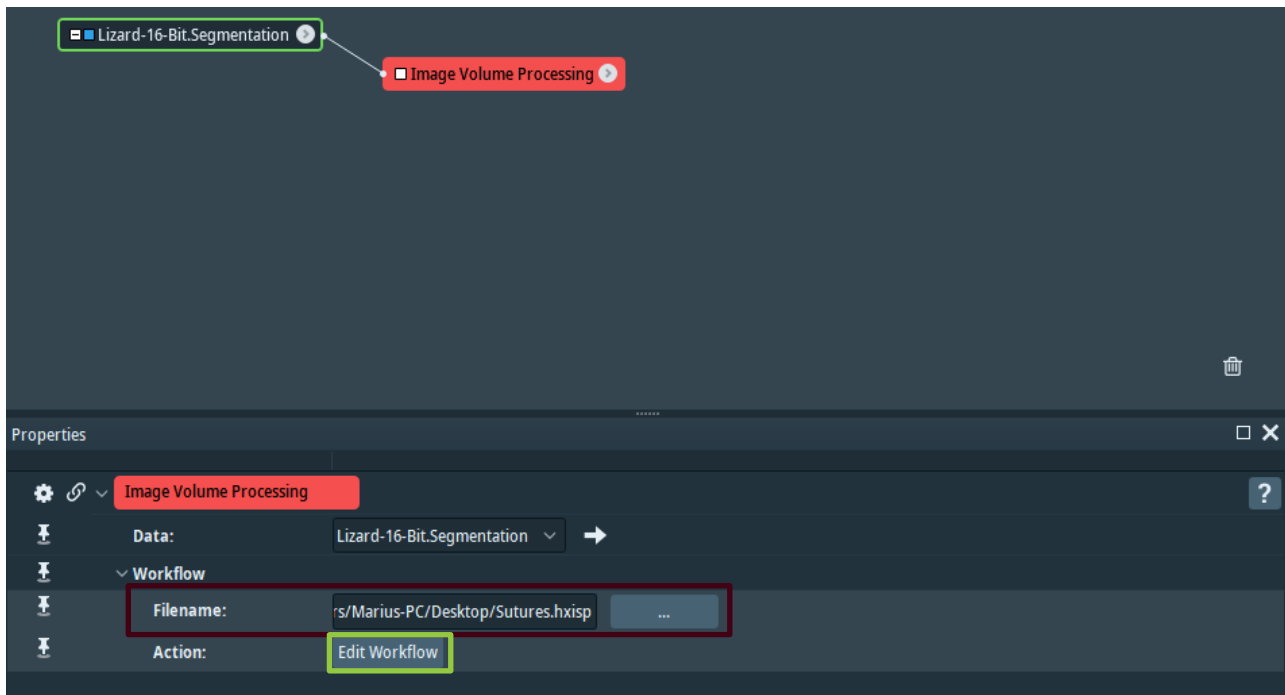 Lizard-16-Bit.Segmentation
Image Volume Processing
Properties
Image Volume Processing
?
Data: Lizard-16-Bit.Segmentation
Workflow
Filename: rs/Marius-PC/Desktop/Sutures.hxisp ...
Action: Edit Workflow